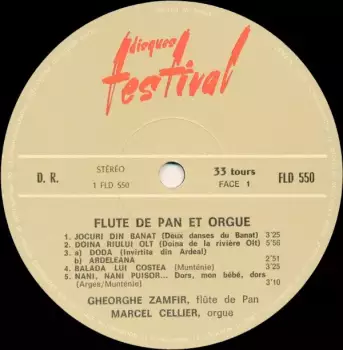 disques
festival
D. R.
STÉRÉO
1 FLD 550
33 tours
FACE 1
FLD 550
FLUTE DE PAN ET ORGUE
1. JOCURI DIN BANAT (Deux danses du Banat) 3'25
2. DOINA RIULUI OLT (Doina de la rivière Olt) 5'56
3. a) DODA (Invirtita din Ardeal)
b) ARDELEANA 2'51
4. BALADA LUI COSTEA (Munténie) 3'25
5. NANI, NANI PUISOR... Dors, mon bébé, dors
(Argés/Munténie) 3'10
GHEORGHE ZAMFIR, flûte de Pan
MARCEL CELLIER, orgue